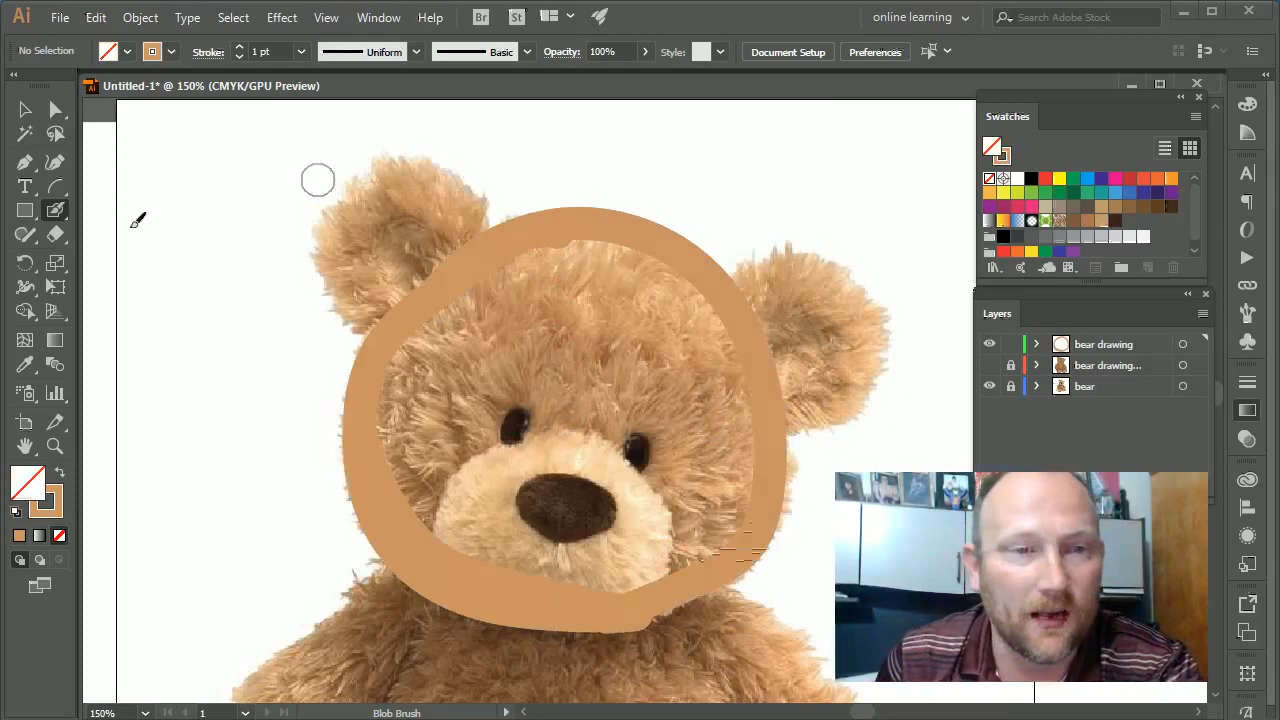 Ai File Edit Object Type Select Effect View Window Help Br St online learning Search Adobe Stock
No Selection Stroke: 1 pt Uniform Basic Opacity: 100% Style: Document Setup Preferences
Ai Untitled-1* @ 150% (CMYK/GPU Preview)
Swatches
Layers
bear drawing
bear drawing...
bear
150% 1 Blob Brush